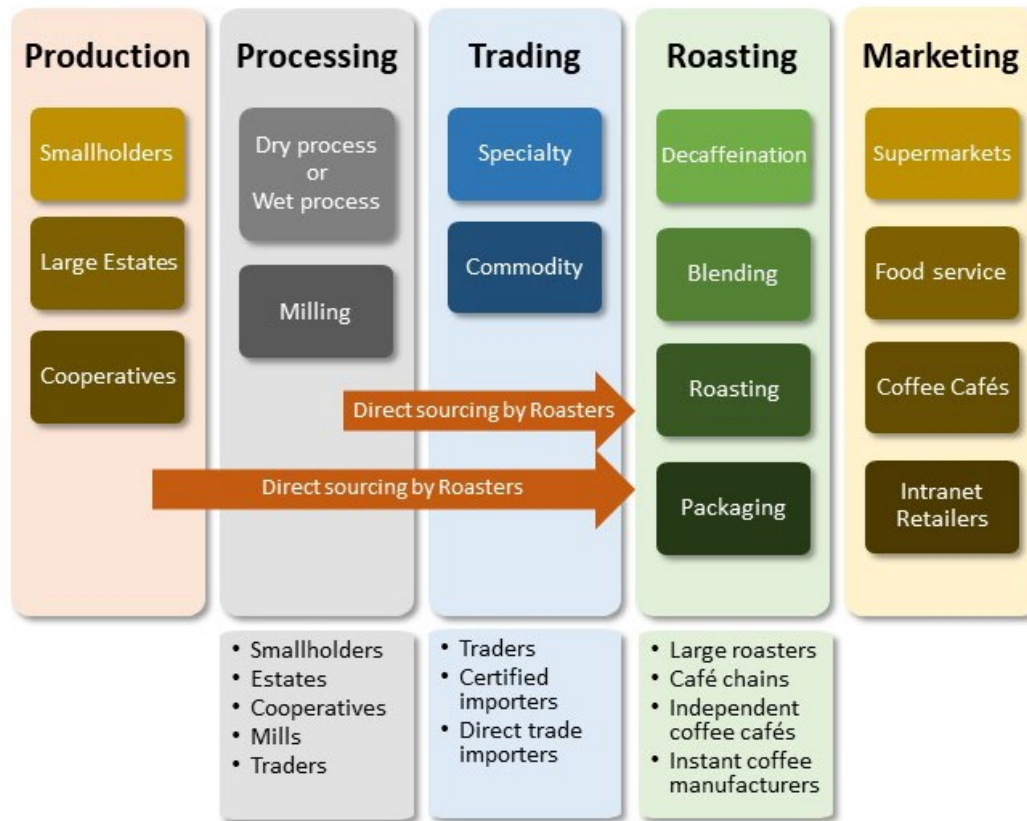 Production
Smallholders
Large Estates
Cooperatives
Processing
Dry process
or
Wet process
Milling
Trading
Specialty
Commodity
Roasting
Decaffeination
Blending
Roasting
Packaging
Marketing
Supermarkets
Food service
Coffee Cafés
Intranet
Retailers
Direct sourcing by Roasters
Direct sourcing by Roasters
• Smallholders
• Estates
• Cooperatives
• Mills
• Traders
• Traders
• Certified
importers
• Direct trade
importers
• Large roasters
• Café chains
• Independent
coffee cafés
• Instant coffee
manufacturers